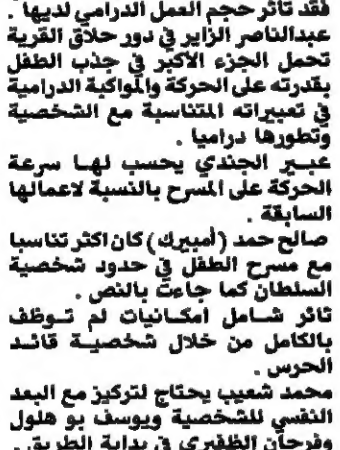 فقد تأثر حجم العمل الدرامي لديها .
عبدالناصر الزاير في دور حلاق القرية
تحمل الجزء الأكبر في جذب الطفل
بقدرته على الحركة والمواكبة الدرامية
في تعبيراته المتناسبة مع الشخصية
وتطورها دراميا .
عبير الجندي يحسب لها سرعة
الحركة على المسرح بالنسبة لاعمالها
السابقة .
صالح حمد (أمبيرك) كان اكثر تناسبا
مع مسرح الطفل في حدود شخصية
السلطان كما جاءت بالنص .
ثائر شامل امكانيات لم توظف
بالكامل من خلال شخصية قائد
الحرس .
محمد شعيب يحتاج لتركيز مع البعد
النفسي للشخصية ويوسف بو هلول
وفرحان الظفيري في بداية الطريق .